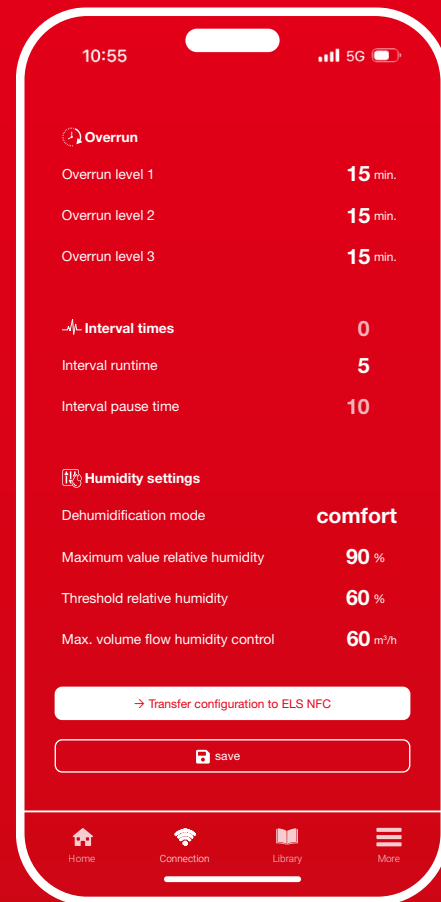 10:55 5G
Overrun
Overrun level 1 15 min.
Overrun level 2 15 min.
Overrun level 3 15 min.
Interval times 0
Interval runtime 5
Interval pause time 10
Humidity settings
Dehumidification mode comfort
Maximum value relative humidity 90 %
Threshold relative humidity 60 %
Max. volume flow humidity control 60 m³/h
→ Transfer configuration to ELS NFC
save
Home Connection Library More